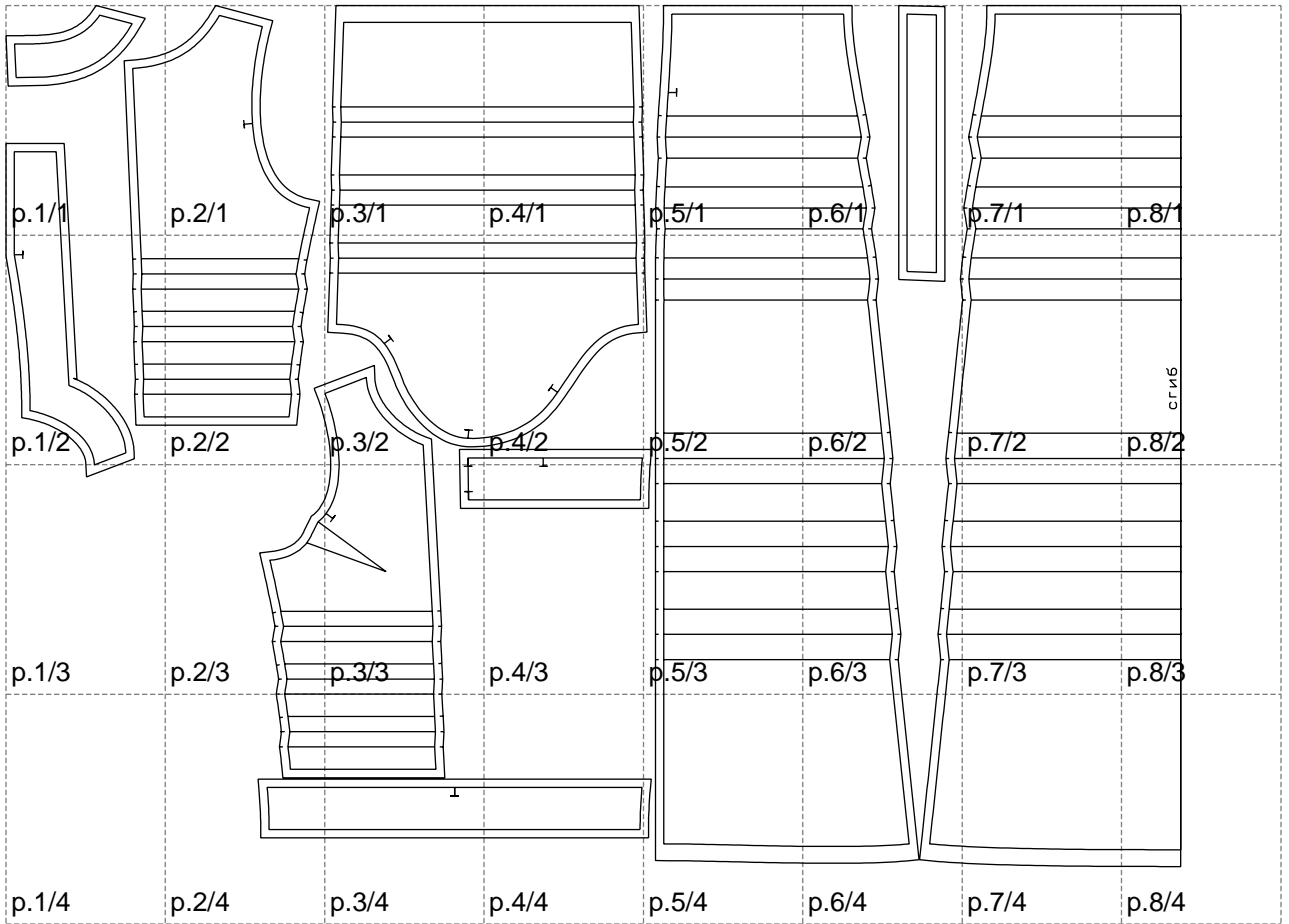 p.1/1 p.2/1 p.3/1 p.4/1 p.5/1 p.6/1 p.7/1 p.8/1
сгиб
p.1/2 p.2/2 p.3/2 p.4/2 p.5/2 p.6/2 p.7/2 p.8/2
p.1/3 p.2/3 p.3/3 p.4/3 p.5/3 p.6/3 p.7/3 p.8/3
p.1/4 p.2/4 p.3/4 p.4/4 p.5/4 p.6/4 p.7/4 p.8/4